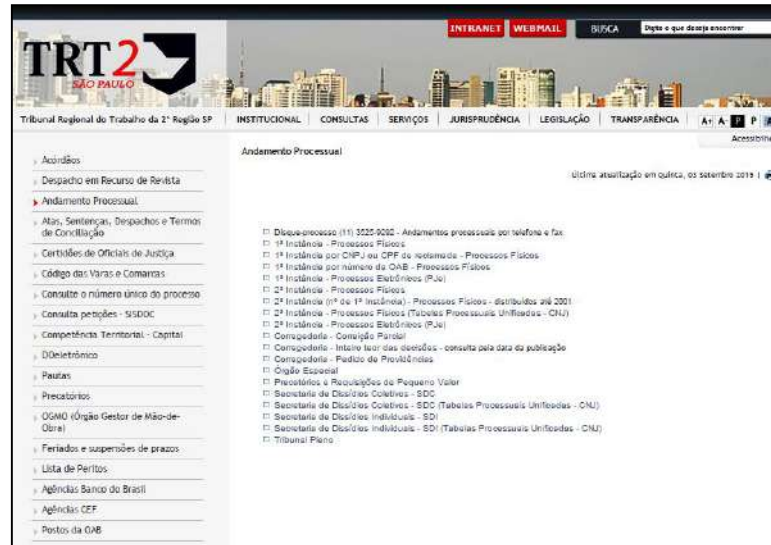 INTRANET WEBMAIL BUSCA Digite o que deseja encontrar
TRT2
SÃO PAULO
Tribunal Regional do Trabalho da 2ª Região SP
INSTITUCIONAL CONSULTAS SERVIÇOS JURISPRUDÊNCIA LEGISLAÇÃO TRANSPARÊNCIA A+ A- P P
Acórdãos
Despacho em Recurso de Revista
Andamento Processual
Atas, Sentenças, Despachos e Termos
de Conciliação
Certidões de Oficiais de Justiça
Código das Varas e Comarcas
Consulte o número único do processo
Consulta petições - SISDOC
Competência Territorial - Capital
DOeletrônico
Pautas
Precatórios
OGMO (Órgão Gestor de Mão-de-
Obra)
Feriados e suspensões de prazos
Lista de Peritos
Agências Banco do Brasil
Agências CEF
Postos da OAB
Andamento Processual
Última atualização em quinta, 03 Setembro 2015 |
Disque-processo (11) 3525-9292 - Andamentos processuais por telefone e fax
1ª Instância - Processos Físicos
1ª Instância por CNPJ ou CPF de reclamada - Processos Físicos
1ª Instância por número da OAB - Processos Físicos
1ª Instância - Processos Eletrônicos (PJe)
2ª Instância - Processos Físicos
2ª Instância (nº de 1ª Instância) - Processos Físicos - distribuídos até 2001
2ª Instância - Processos Físicos (Tabelas Processuais Unificadas - CNJ)
2ª Instância - Processos Eletrônicos (PJe)
Corregedoria - Correição Parcial
Corregedoria - Inteiro teor das decisões - consulta pela data da publicação
Corregedoria - Pedido de Providências
Órgão Especial
Precatórios e Requisições de Pequeno Valor
Secretaria de Dissídios Coletivos - SDC
Secretaria de Dissídios Coletivos - SDC (Tabelas Processuais Unificadas - CNJ)
Secretaria de Dissídios Individuais - SDI
Secretaria de Dissídios Individuais - SDI (Tabelas Processuais Unificadas - CNJ)
Tribunal Pleno